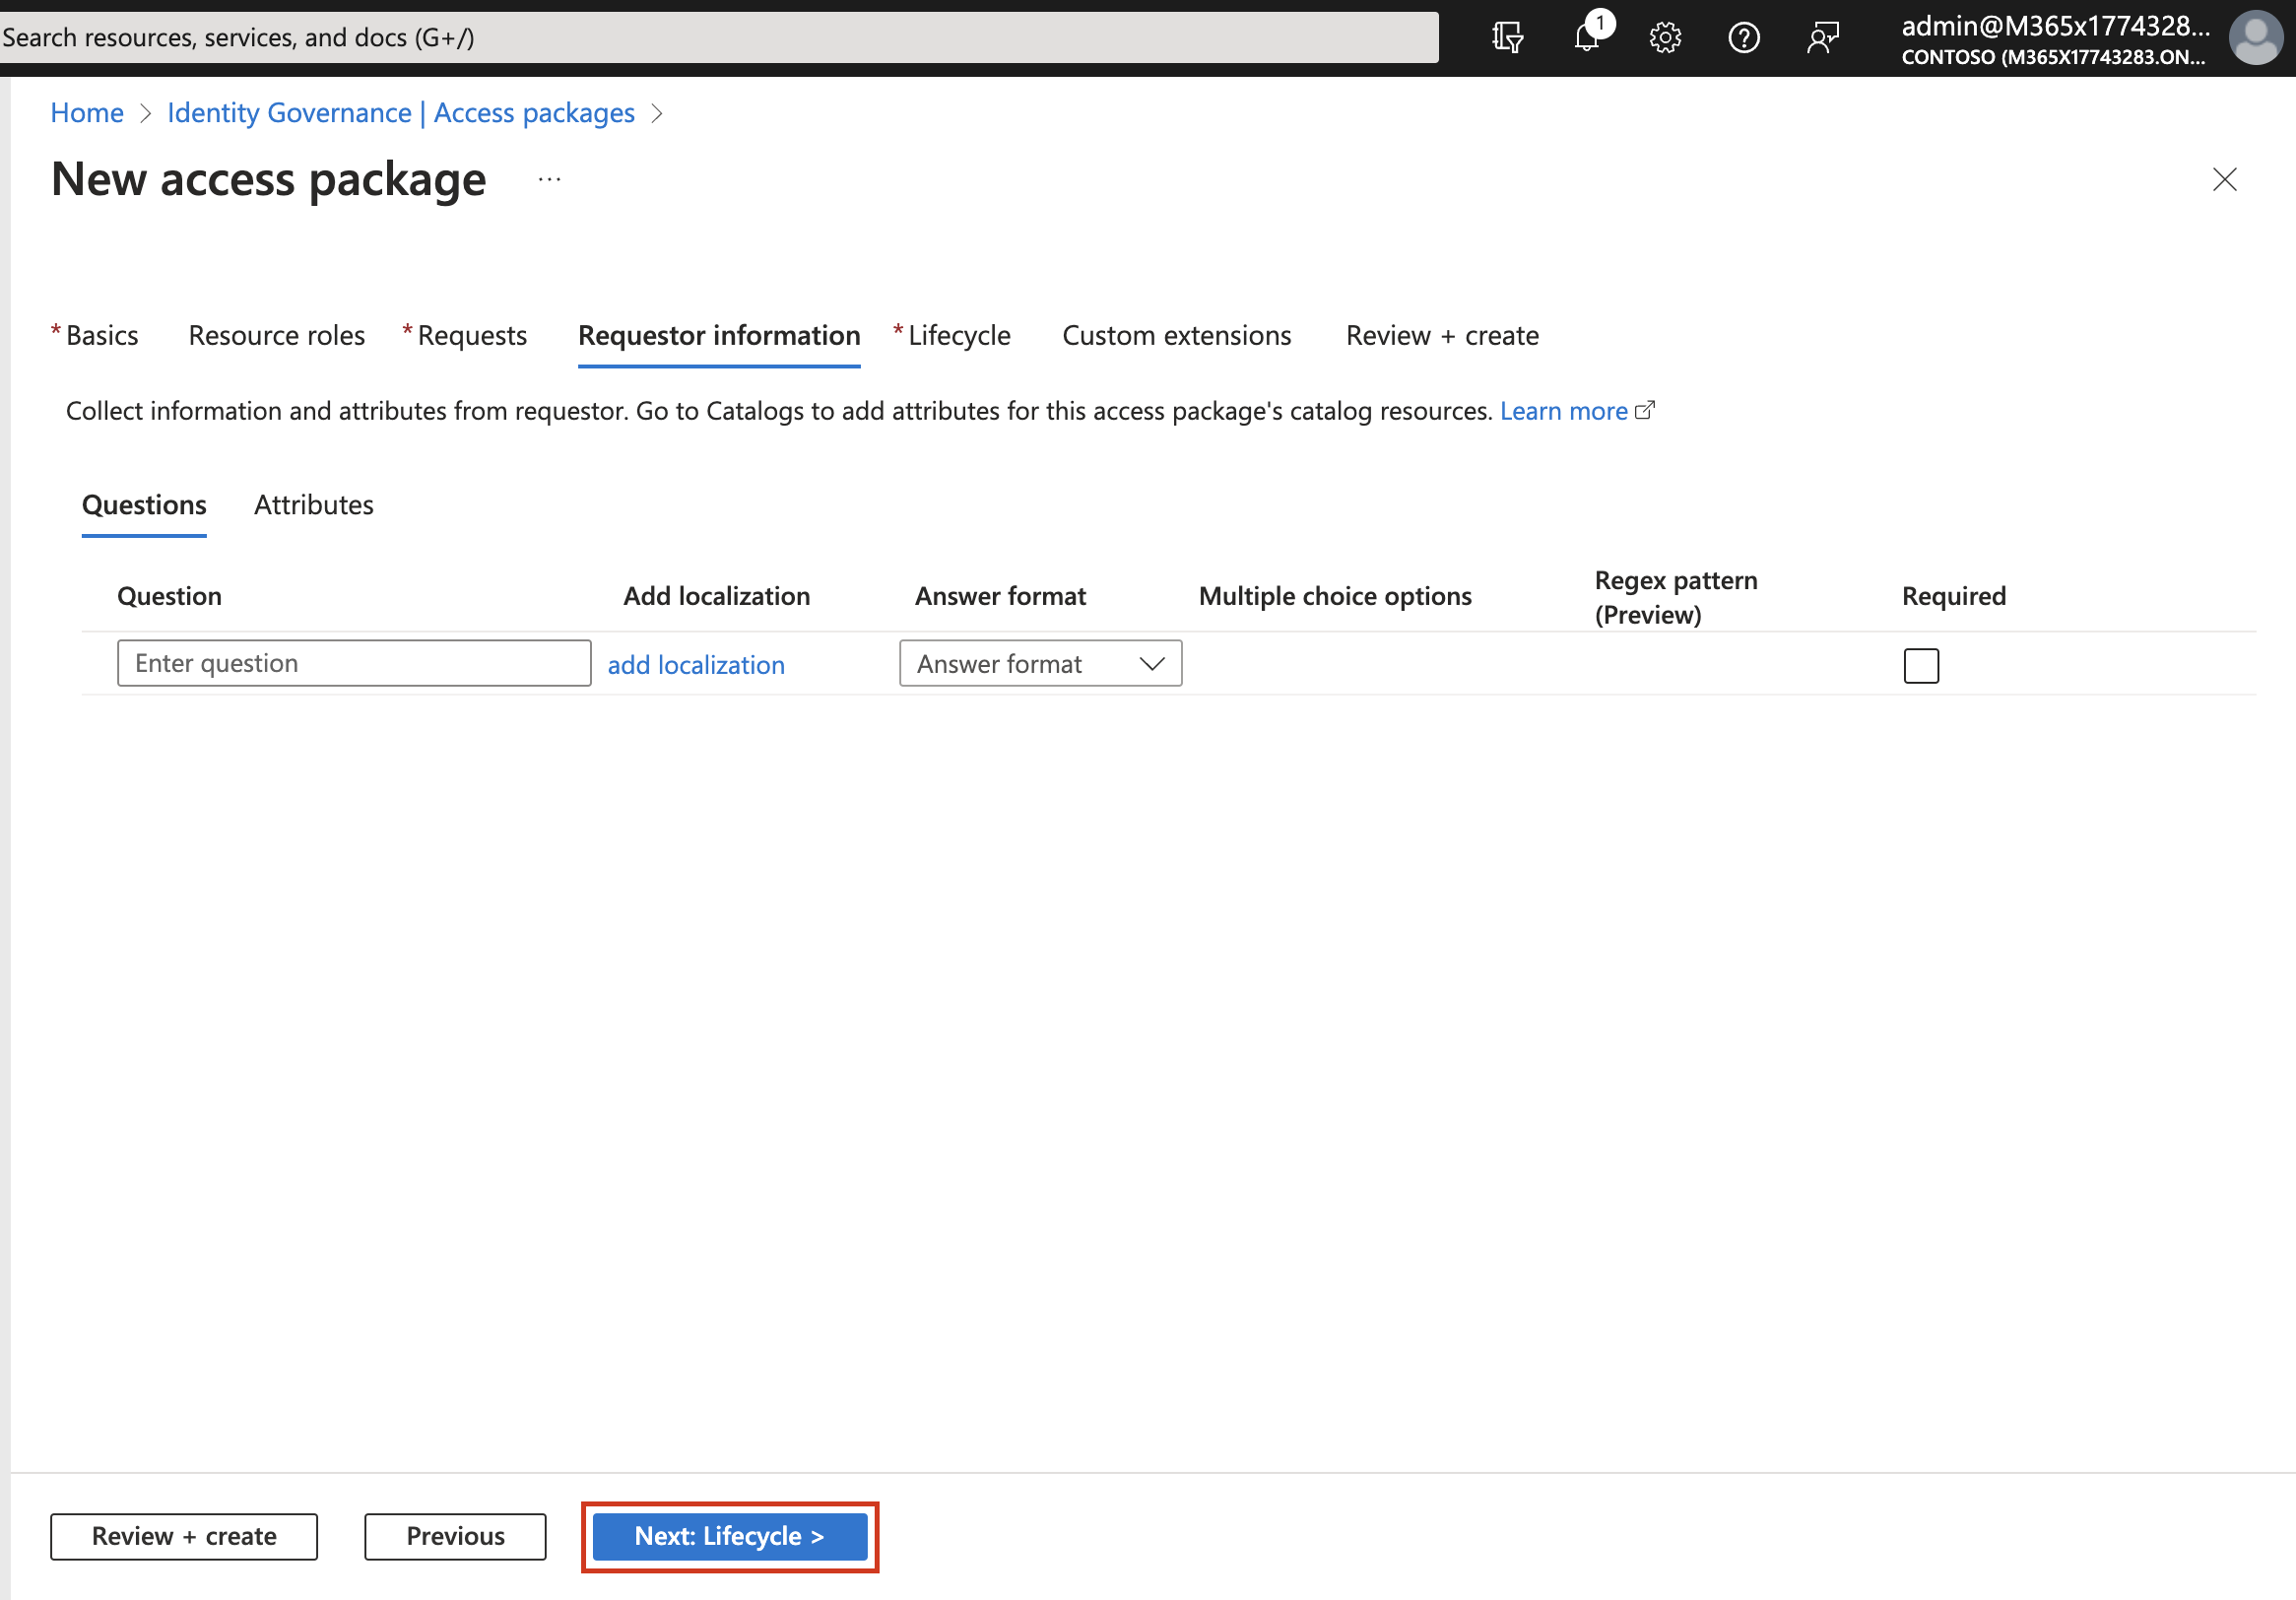 Search resources, services, and docs (G+/)
1
admin@M365x1774328...
CONTOSO (M365X17743283.ON...
Home > Identity Governance | Access packages >
New access package ...
* Basics Resource roles * Requests Requestor information * Lifecycle Custom extensions Review + create
Collect information and attributes from requestor. Go to Catalogs to add attributes for this access package's catalog resources. Learn more
Questions Attributes
Question Add localization Answer format Multiple choice options Regex pattern (Preview) Required
Enter question add localization Answer format
Review + create Previous Next: Lifecycle >